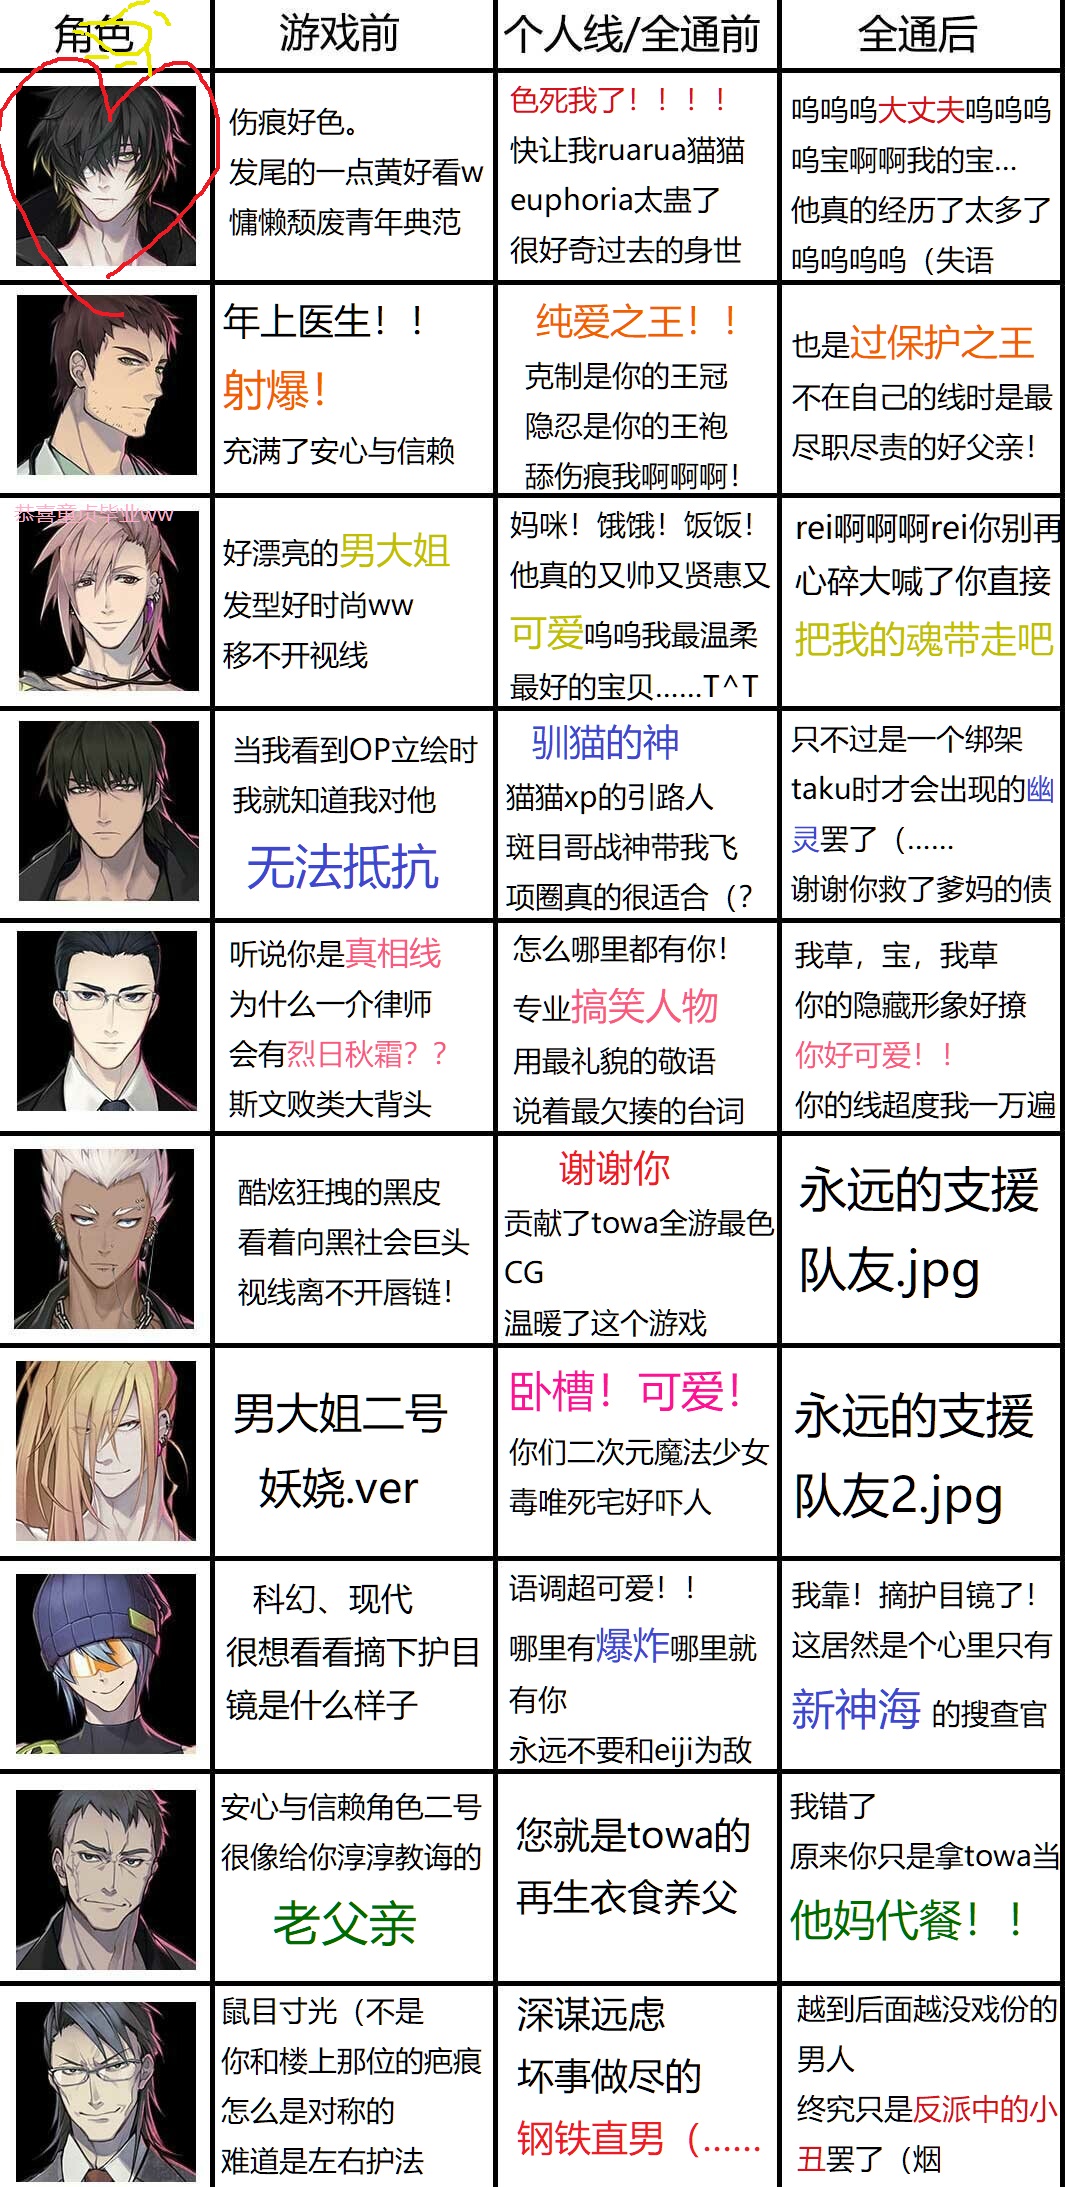 角色
游戏前
个人线/全通前
全通后
伤痕好色。
发尾的一点黄好看w
慵懒颓废青年典范
色死我了！！！！
快让我ruarua猫猫
euphoria太蛊了
很好奇过去的身世
呜呜呜大丈夫呜呜呜
呜宝啊啊我的宝...
他真的经历了太多了
呜呜呜呜（失语
年上医生！！
射爆！
充满了安心与信赖
纯爱之王！！
克制是你的王冠
隐忍是你的王袍
舔伤痕我啊啊啊！
也是过保护之王
不在自己的线时是最
尽职尽责的好父亲！
恭喜童贞毕业ww
好漂亮的男大姐
发型好时尚ww
移不开视线
妈咪！饿饿！饭饭！
他真的又帅又贤惠又
可爱呜呜我最温柔
最好的宝贝......T^T
rei啊啊啊rei你别再
心碎大喊了你直接
把我的魂带走吧
当我看到OP立绘时
我就知道我对他
无法抵抗
驯猫的神
猫猫xp的引路人
斑目哥战神带我飞
项圈真的很适合（？
只不过是一个绑架
taku时才会出现的幽
灵罢了（......
谢谢你救了爹妈的债
听说你是真相线
为什么一个律师
会有烈日秋霜？？
斯文败类大背头
怎么哪里都有你！
专业搞笑人物
用最礼貌的敬语
说着最欠揍的台词
我草，宝，我草
你的隐藏形象好撩
你好可爱！！
你的线超度我一万遍
酷炫狂拽的黑皮
看着向黑社会巨头
视线离不开唇链！
谢谢你
贡献了towa全游最色
CG
温暖了这个游戏
永远的支援
队友.jpg
男大姐二号
妖娆.ver
卧槽！可爱！
你们二次元魔法少女
毒唯死宅好吓人
永远的支援
队友2.jpg
科幻、现代
很想看看摘下护目
镜是什么样子
语调超可爱！！
哪里有爆炸哪里就
有你
永远不要和eiji为敌
我靠！摘护目镜了！
这居然是个心里只有
新神海 的搜查官
安心与信赖角色二号
很像给你淳淳教诲的
老父亲
您就是towa的
再生衣食养父
我错了
原来你只是拿towa当
他妈代餐！！
鼠目寸光（不是
你和楼上那位的疤痕
怎么是对称的
难道是左右护法
深谋远虑
坏事做尽的
钢铁直男（......
越到后面越没戏份的
男人
终究只是反派中的小
丑罢了（烟